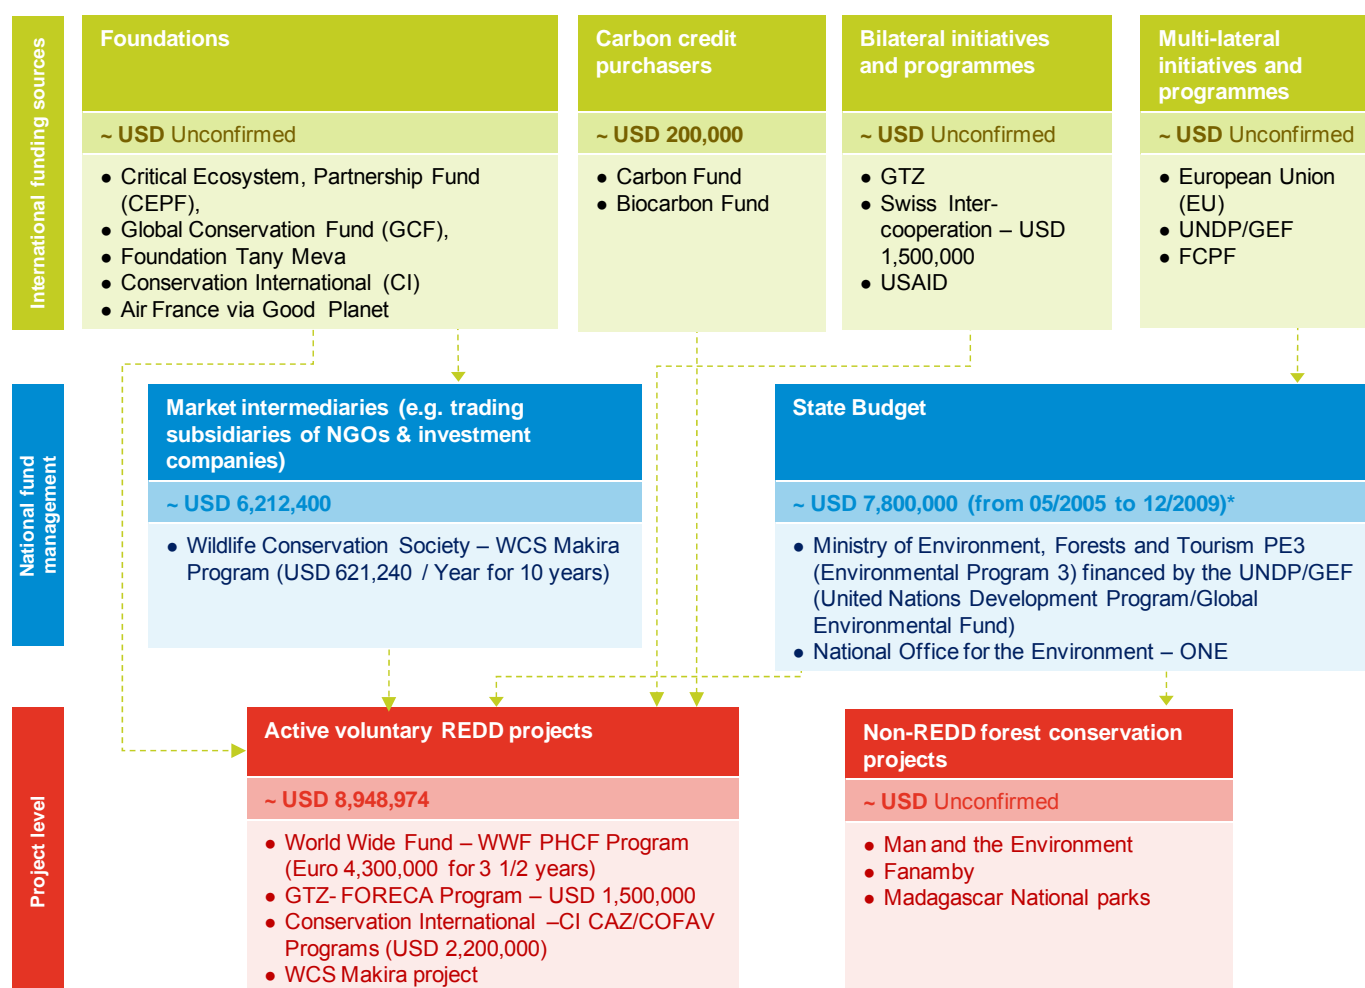 International funding sources
Foundations
~ USD Unconfirmed
● Critical Ecosystem, Partnership Fund
(CEPF),
● Global Conservation Fund (GCF),
● Foundation Tany Meva
● Conservation International (CI)
● Air France via Good Planet
Carbon credit
purchasers
~ USD 200,000
● Carbon Fund
● Biocarbon Fund
Bilateral initiatives
and programmes
~ USD Unconfirmed
● GTZ
● Swiss Inter-
cooperation – USD
1,500,000
● USAID
Multi-lateral
initiatives and
programmes
~ USD Unconfirmed
● European Union
(EU)
● UNDP/GEF
● FCPF
National fund
management
Market intermediaries (e.g. trading
subsidiaries of NGOs & investment
companies)
~ USD 6,212,400
● Wildlife Conservation Society – WCS Makira
Program (USD 621,240 / Year for 10 years)
State Budget
~ USD 7,800,000 (from 05/2005 to 12/2009)*
● Ministry of Environment, Forests and Tourism PE3
(Environmental Program 3) financed by the UNDP/GEF
(United Nations Development Program/Global
Environmental Fund)
● National Office for the Environment – ONE
Project level
Active voluntary REDD projects
~ USD 8,948,974
● World Wide Fund – WWF PHCF Program
(Euro 4,300,000 for 3 1/2 years)
● GTZ- FORECA Program – USD 1,500,000
● Conservation International –CI CAZ/COFAV
Programs (USD 2,200,000)
● WCS Makira project
Non-REDD forest conservation
projects
~ USD Unconfirmed
● Man and the Environment
● Fanamby
● Madagascar National parks